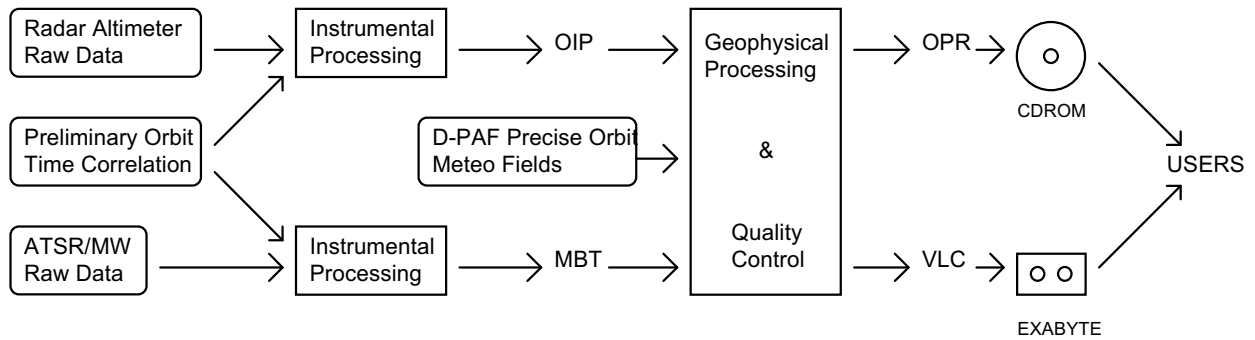 Radar Altimeter
Raw Data
Instrumental
Processing
OIP
Geophysical
Processing
OPR
CDROM
Preliminary Orbit
Time Correlation
D-PAF Precise Orbit
Meteo Fields
&
USERS
ATSR/MW
Raw Data
Instrumental
Processing
MBT
Quality
Control
VLC
EXABYTE